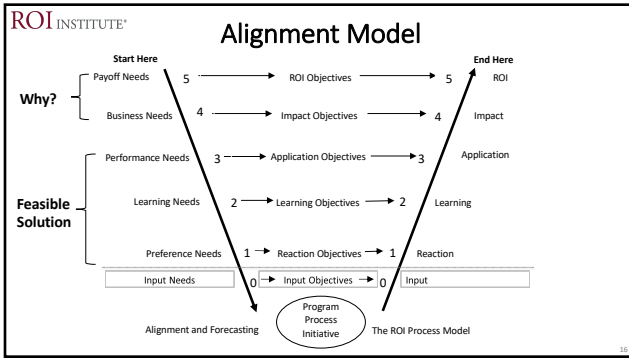 ROI INSTITUTE®
Alignment Model
Start Here
End Here
Payoff Needs 5 ROI Objectives 5 ROI
Why?
Business Needs 4 Impact Objectives 4 Impact
Performance Needs 3 Application Objectives 3 Application
Feasible
Solution
Learning Needs 2 Learning Objectives 2 Learning
Preference Needs 1 Reaction Objectives 1 Reaction
Input Needs 0 Input Objectives 0 Input
Program
Process
Initiative
Alignment and Forecasting
The ROI Process Model
16